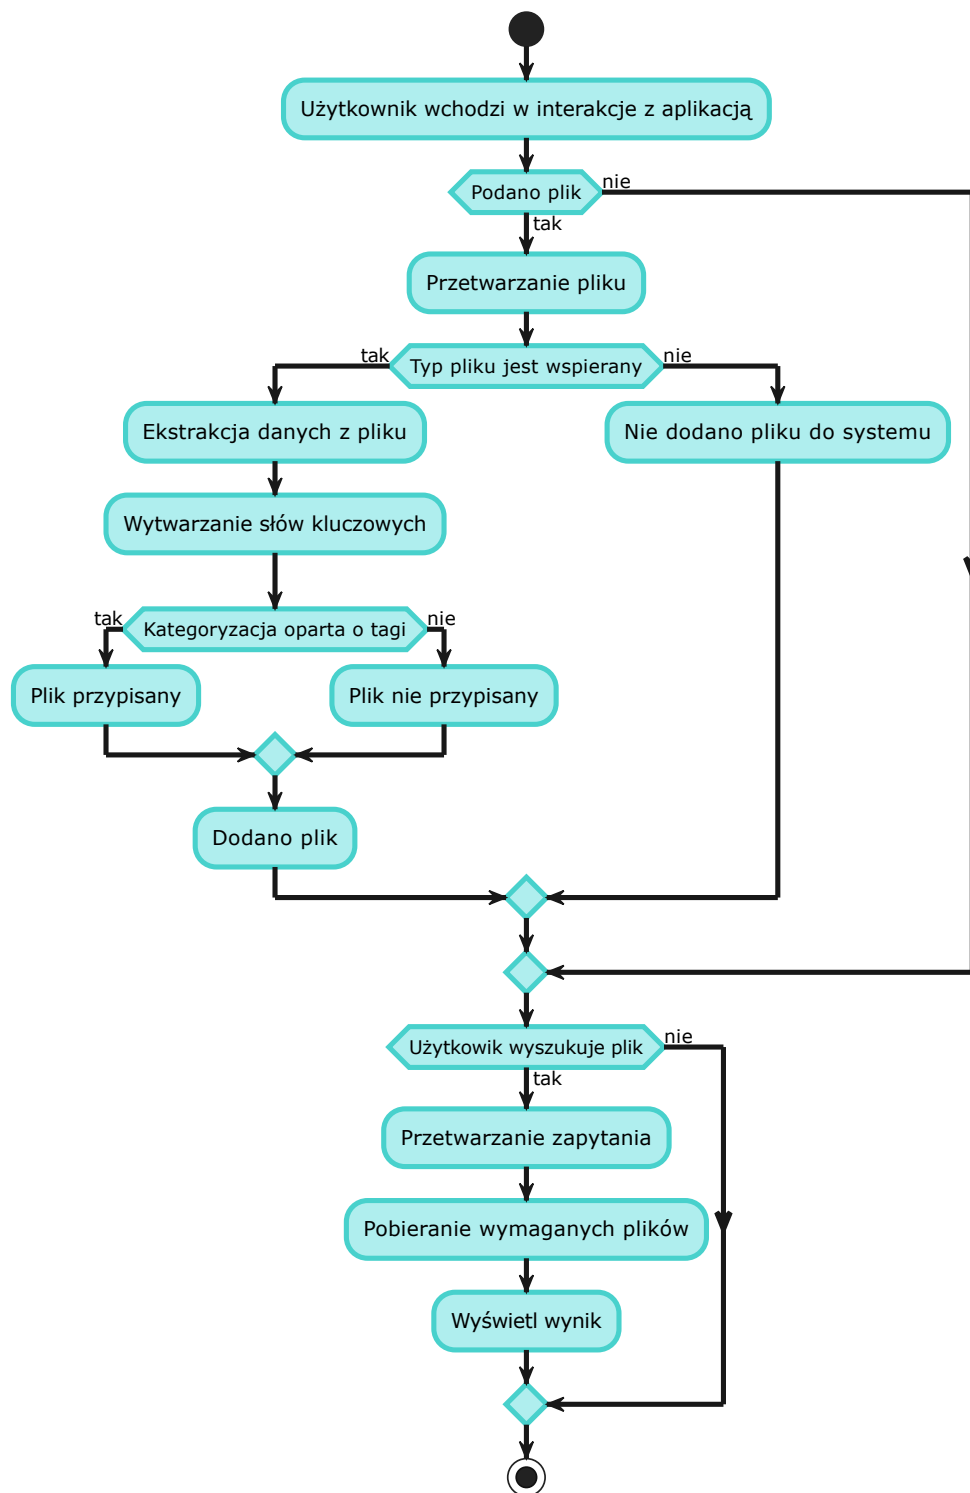 Użytkownik wchodzi w interakcje z aplikacją
Podano plik
nie
tak
Przetwarzanie pliku
tak
Typ pliku jest wspierany
nie
Ekstrakcja danych z pliku
Nie dodano pliku do systemu
Wytwarzanie słów kluczowych
tak
Kategoryzacja oparta o tagi
nie
Plik przypisany
Plik nie przypisany
Dodano plik
Użytkowik wyszukuje plik
nie
tak
Przetwarzanie zapytania
Pobieranie wymaganych plików
Wyświetl wynik